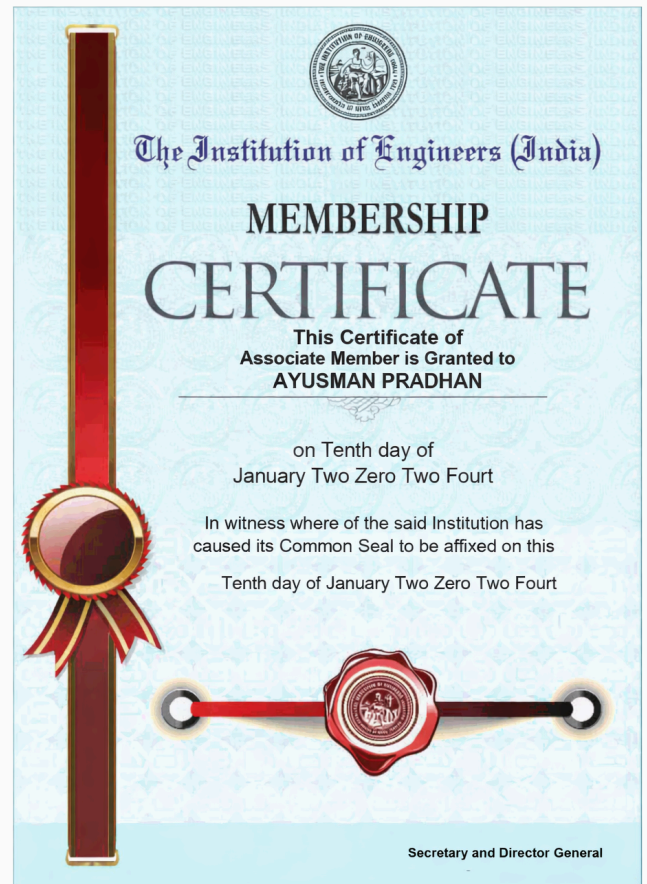 The Institution of Engineers (India)
MEMBERSHIP
CERTIFICATE
This Certificate of
Associate Member is Granted to
AYUSMAN PRADHAN
on Tenth day of
January Two Zero Two Fourt
In witness where of the said Institution has
caused its Common Seal to be affixed on this
Tenth day of January Two Zero Two Fourt
Secretary and Director General